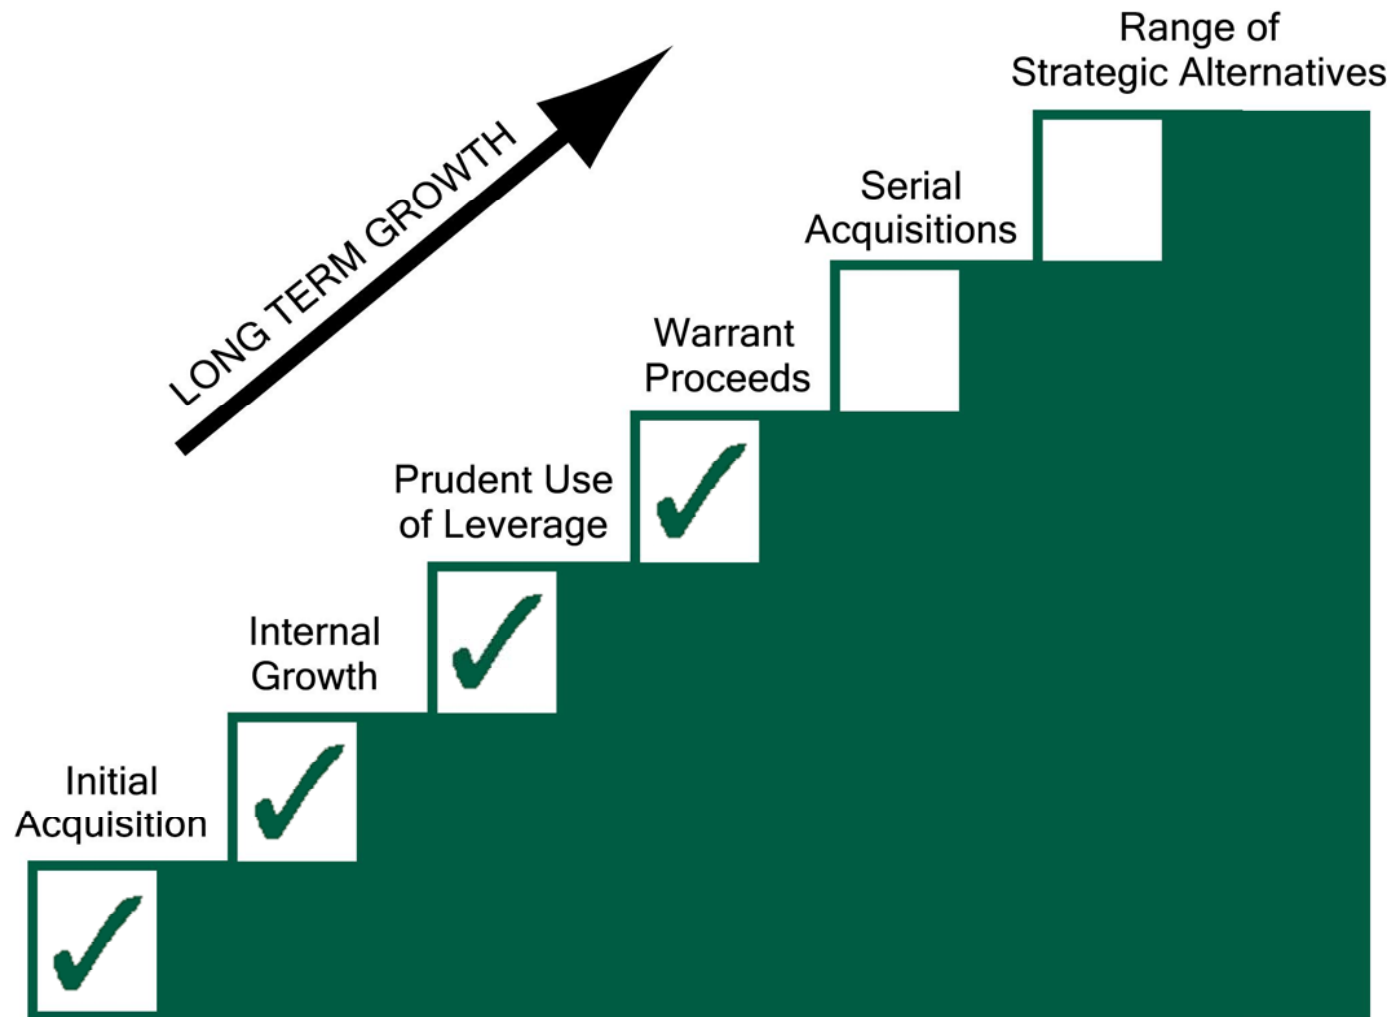 Range of
Strategic Alternatives
LONG TERM GROWTH
Serial
Acquisitions
Warrant
Proceeds
Prudent Use
of Leverage
Internal
Growth
Initial
Acquisition